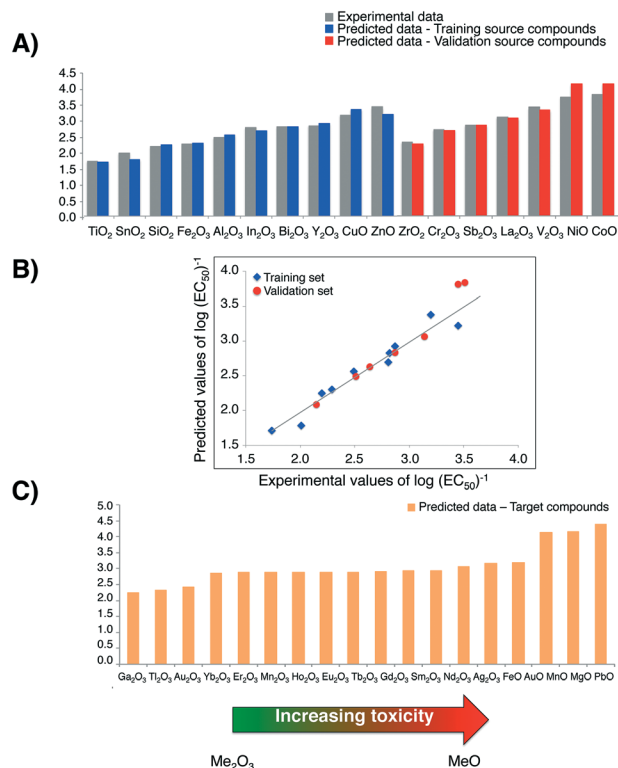 Experimental data
Predicted data - Training source compounds
Predicted data - Validation source compounds
A)
4.5
4.0
3.5
3.0
2.5
2.0
1.5
1.0
0.5
0.0
TiO₂ SnO₂ SiO₂ Fe₂O₃ Al₂O₃ In₂O₃ Bi₂O₃ Y₂O₃ CuO ZnO ZrO₂ Cr₂O₃ Sb₂O₃ La₂O₃ V₂O₃ NiO CoO
B)
Predicted values of log (EC₅₀)⁻¹
4.0
3.5
3.0
2.5
2.0
1.5
Training set
Validation set
1.5 2.0 2.5 3.0 3.5 4.0
Experimental values of log (EC₅₀)⁻¹
C)
Predicted data – Target compounds
5.0
4.5
4.0
3.5
3.0
2.5
2.0
1.5
1.0
0.5
0.0
Ga₂O₃ Tl₂O₃ Au₂O₃ Yb₂O₃ Er₂O₃ Mn₂O₃ Ho₂O₃ Eu₂O₃ Tb₂O₃ Gd₂O₃ Sm₂O₃ Nd₂O₃ Ag₂O₃ FeO AuO MnO MgO PbO
Increasing toxicity
Me₂O₃ MeO